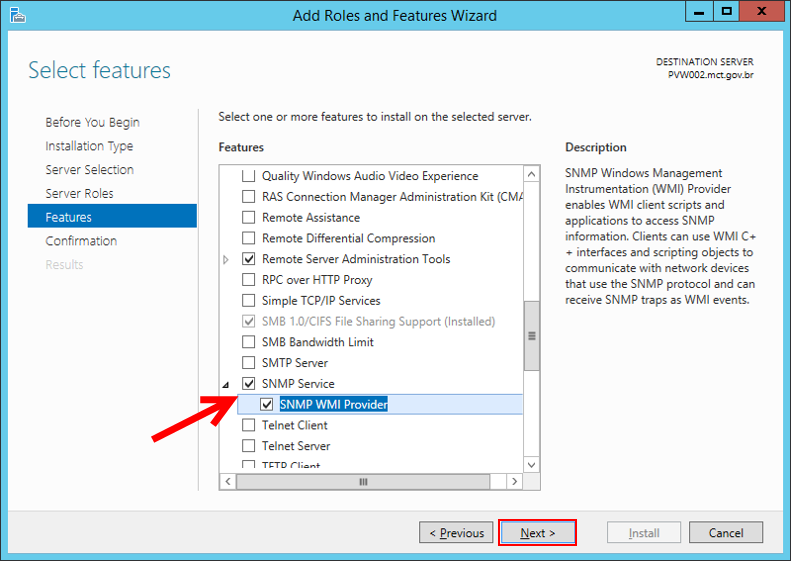 Add Roles and Features Wizard
Select features
DESTINATION SERVER
PVW002.mct.gov.br
Before You Begin
Installation Type
Server Selection
Server Roles
Features
Confirmation
Results
Select one or more features to install on the selected server.
Features
Quality Windows Audio Video Experience
RAS Connection Manager Administration Kit (CMA
Remote Assistance
Remote Differential Compression
Remote Server Administration Tools
RPC over HTTP Proxy
Simple TCP/IP Services
SMB 1.0/CIFS File Sharing Support (Installed)
SMB Bandwidth Limit
SMTP Server
SNMP Service
SNMP WMI Provider
Telnet Client
Telnet Server
TFTP Client
Description
SNMP Windows Management
Instrumentation (WMI) Provider
enables WMI client scripts and
applications to access SNMP
information. Clients can use WMI C+
+ interfaces and scripting objects to
communicate with network devices
that use the SNMP protocol and can
receive SNMP traps as WMI events.
< Previous
Next >
Install
Cancel